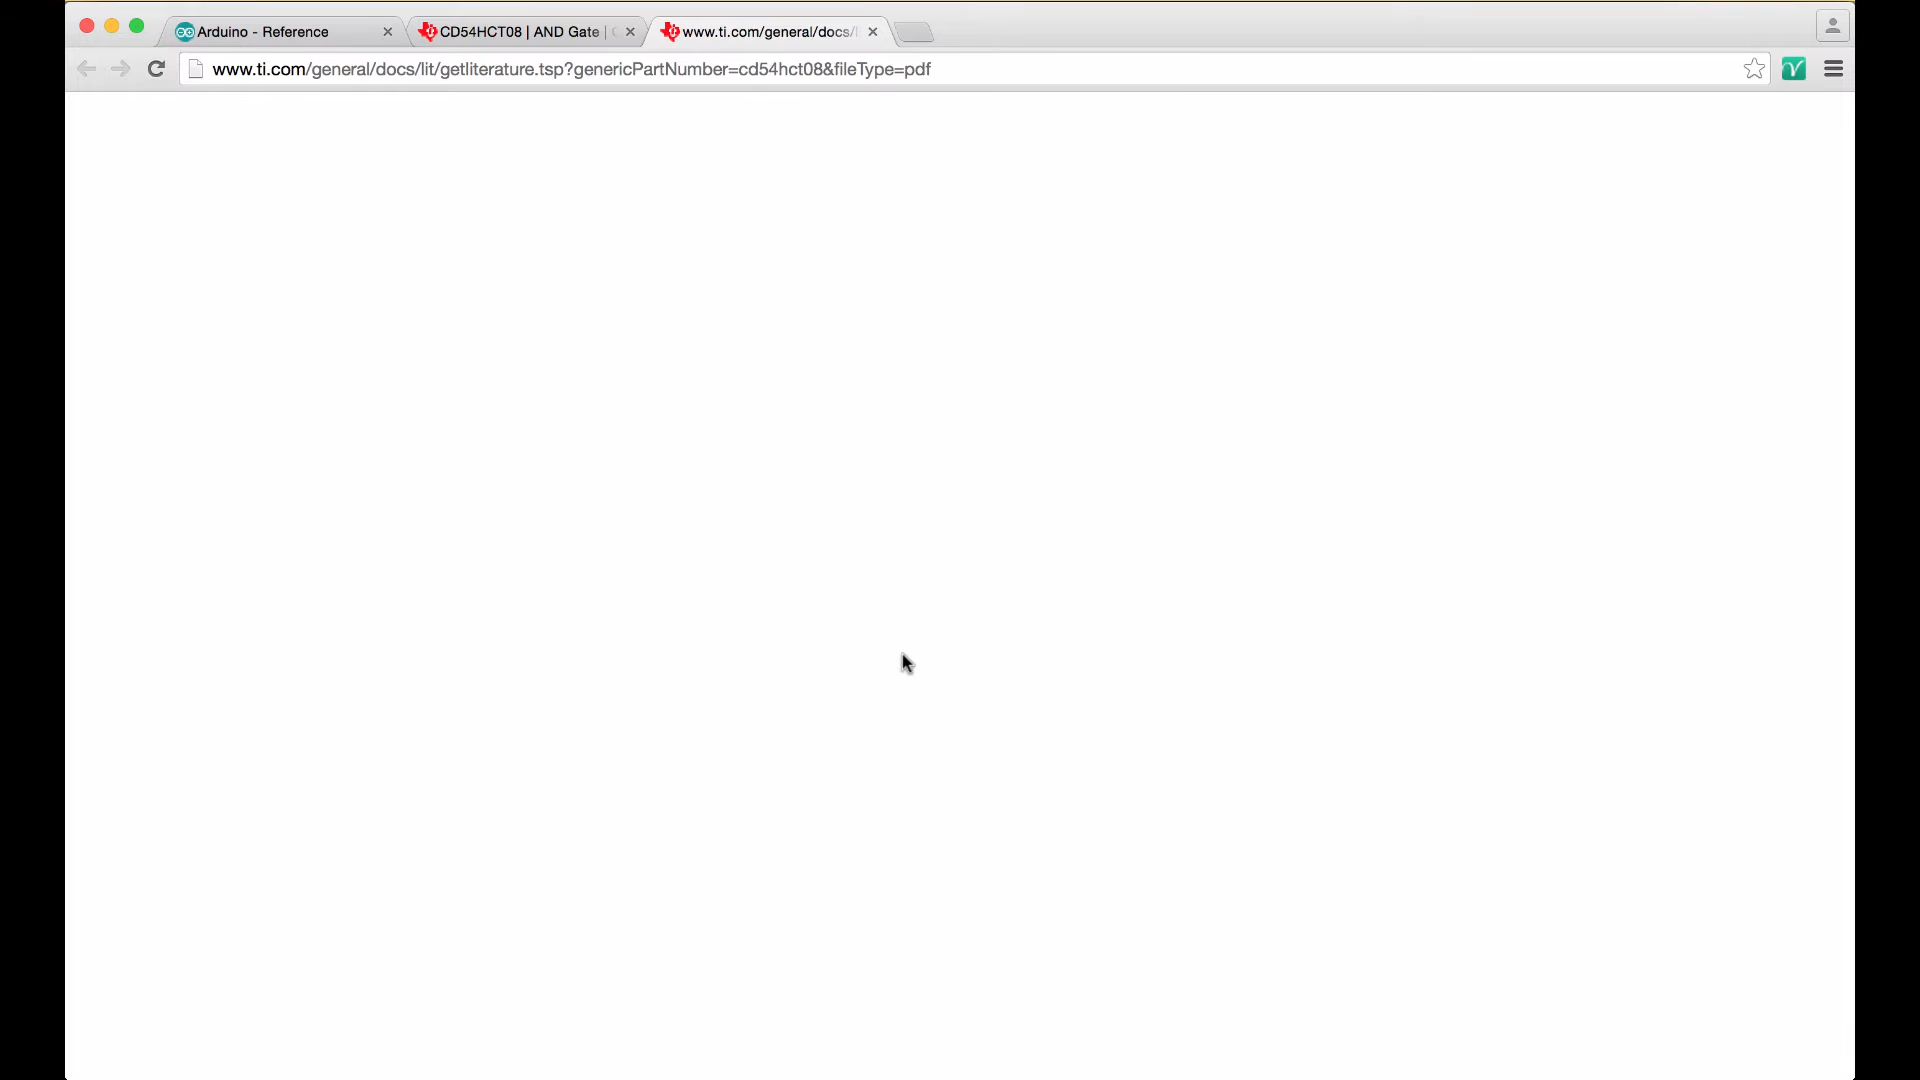 Arduino - Reference
CD54HCT08 | AND Gate |
www.ti.com/general/docs/
www.ti.com/general/docs/lit/getliterature.tsp?genericPartNumber=cd54hct08&fileType=pdf